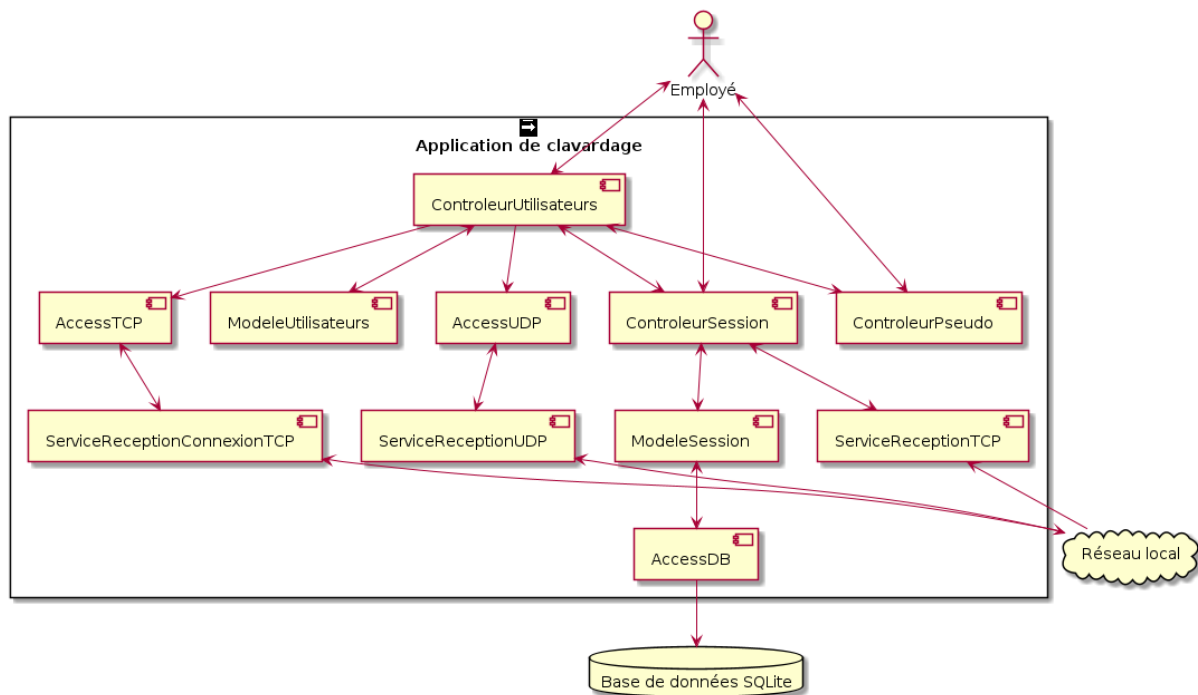 Employé
Application de clavardage
ControleurUtilisateurs
AccessTCP
ModeleUtilisateurs
AccessUDP
ControleurSession
ControleurPseudo
ServiceReceptionConnexionTCP
ServiceReceptionUDP
ModeleSession
ServiceReceptionTCP
AccessDB
Réseau local
Base de données SQLite